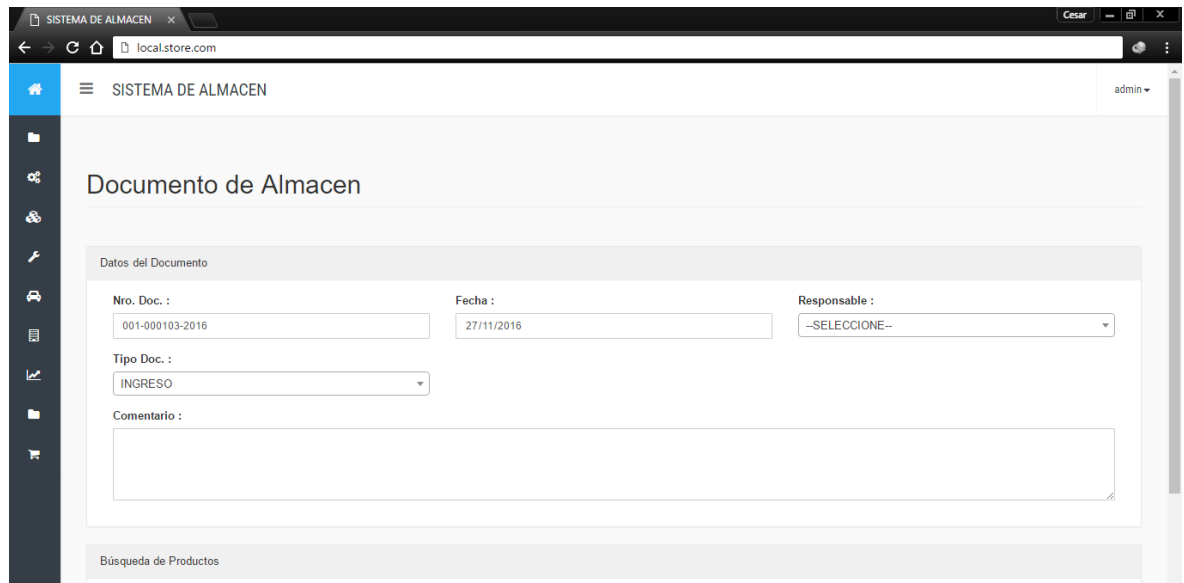 SISTEMA DE ALMACEN
Cesar
local.store.com
SISTEMA DE ALMACEN
admin
Documento de Almacen
Datos del Documento
Nro. Doc. : Fecha : Responsable :
001-000103-2016 27/11/2016 --SELECCIONE--
Tipo Doc. :
INGRESO
Comentario :
Búsqueda de Productos